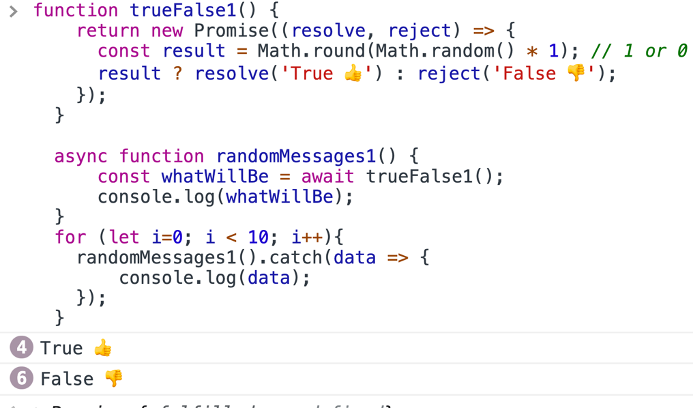 > function trueFalse1() {
return new Promise((resolve, reject) => {
const result = Math.round(Math.random() * 1); // 1 or 0
result ? resolve('True 👍') : reject('False 👎');
});
}
async function randomMessages1() {
const whatWillBe = await trueFalse1();
console.log(whatWillBe);
}
for (let i=0; i < 10; i++){
randomMessages1().catch(data => {
console.log(data);
});
}
4 True 👍
6 False 👎